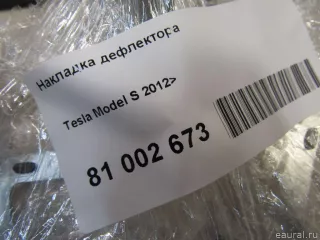 Накладка дефлектора
Tesla Model S 2012>
81 002 673
eaural.ru